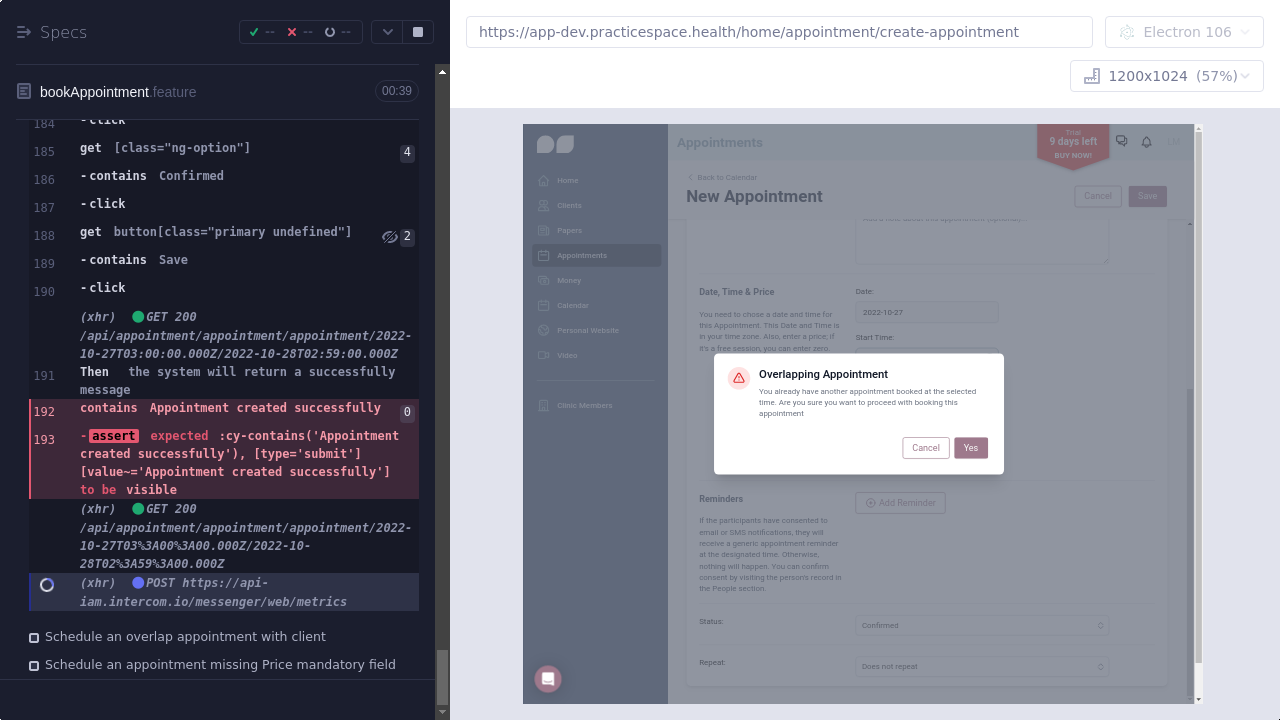 Specs
--
--
--
bookAppointment.feature
00:39
184 -click
185 get [class="ng-option"] 4
186 -contains Confirmed
187 -click
188 get button[class="primary undefined"] 2
189 -contains Save
190 -click
(xhr) GET 200
/api/appointment/appointment/appointment/2022-
10-27T03:00:00.000Z/2022-10-28T02:59:00.000Z
191 Then the system will return a successfully
message
192 contains Appointment created successfully 0
193 -assert expected :cy-contains('Appointment
created successfully'), [type='submit']
[value~='Appointment created successfully']
to be visible
(xhr) GET 200
/api/appointment/appointment/appointment/2022-
(xhr) POST https://api-
iam.intercom.io/messenger/web/metrics
Schedule an overlap appointment with client
Schedule an appointment missing Price mandatory field
https://app-dev.practicespace.health/home/appointment/create-appointment
Electron 106
1200x1024 (57%)
Home
Clients
Papers
Appointments
Money
Calendar
Personal Website
Video
Clinic Members
Appointments
Trial
9 days left
BUY NOW!
Back to Calendar
New Appointment
Cancel
Save
Date, Time & Price
You need to chose a date and time for
this Appointment. This Date and Time is
in your time zone. Also, enter a price; if
it's a free session, you can enter zero.
Date:
2022-10-27
Start Time:
Overlapping Appointment
You already have another appointment booked at the selected
time. Are you sure you want to proceed with booking this
appointment
Cancel
Yes
Reminders
If the participants have consented to
email or SMS notifications, they will
receive a generic appointment reminder
at the designated time. Otherwise,
nothing will happen. You can confirm
consent by visiting the person's record in
the People section.
Add Reminder
Status:
Confirmed
Repeat:
Does not repeat